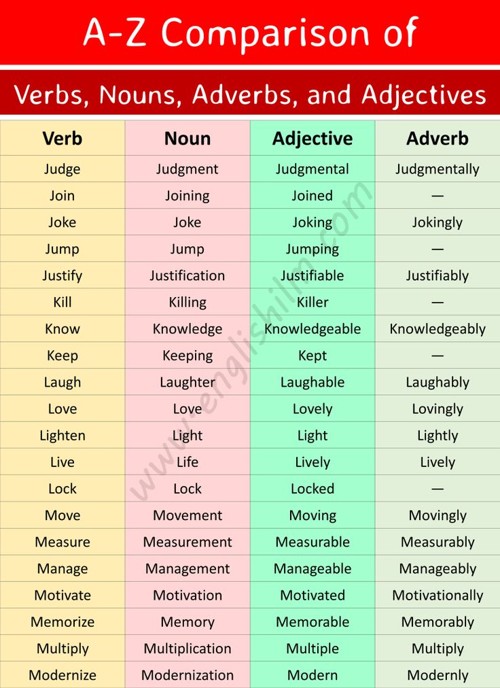 A-Z Comparison of
Verbs, Nouns, Adverbs, and Adjectives
Verb Noun Adjective Adverb
Judge Judgment Judgmental Judgmentally
Join Joining Joined —
Joke Joke Joking Jokingly
Jump Jump Jumping —
Justify Justification Justifiable Justifiably
Kill Killing Killer —
Know Knowledge Knowledgeable Knowledgeably
Keep Keeping Kept —
Laugh Laughter Laughable Laughably
Love Love Lovely Lovingly
Lighten Light Light Lightly
Live Life Lively Lively
Lock Lock Locked —
Move Movement Moving Movingly
Measure Measurement Measurable Measurably
Manage Management Manageable Manageably
Motivate Motivation Motivated Motivationally
Memorize Memory Memorable Memorably
Multiply Multiplication Multiple Multiply
Modernize Modernization Modern Modernly
www.englishilm.com